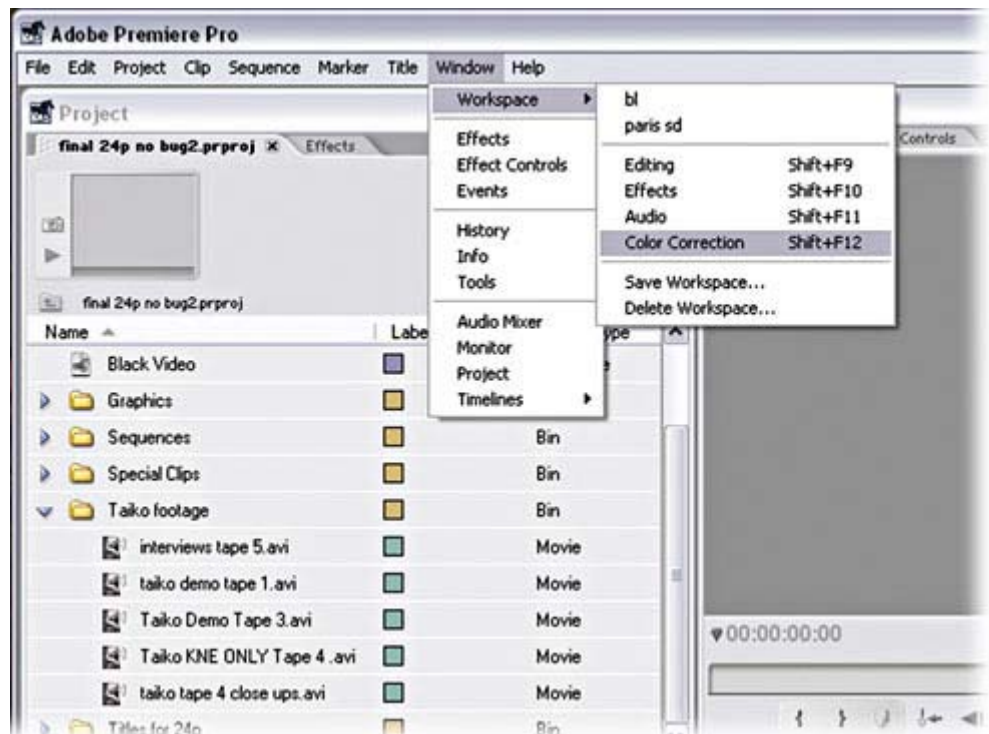 Adobe Premiere Pro
File Edit Project Clip Sequence Marker Title Window Help
Project
final 24p no bug2.prproj Effects
Controls
final 24p no bug2.prproj
Name Labe ype
Black Video
Graphics
Sequences Bin
Special Clips Bin
Taiko footage Bin
interviews tape 5.avi Movie
taiko demo tape 1.avi Movie
Taiko Demo Tape 3.avi Movie
Taiko KNE ONLY Tape 4 .avi Movie
taiko tape 4 close ups.avi Movie
Titles for 24p Bin
Workspace
Effects
Effect Controls
Events
History
Info
Tools
Audio Mixer
Monitor
Project
Timelines
bl
paris sd
Editing Shift+F9
Effects Shift+F10
Audio Shift+F11
Color Correction Shift+F12
Save Workspace...
Delete Workspace...
00:00:00:00